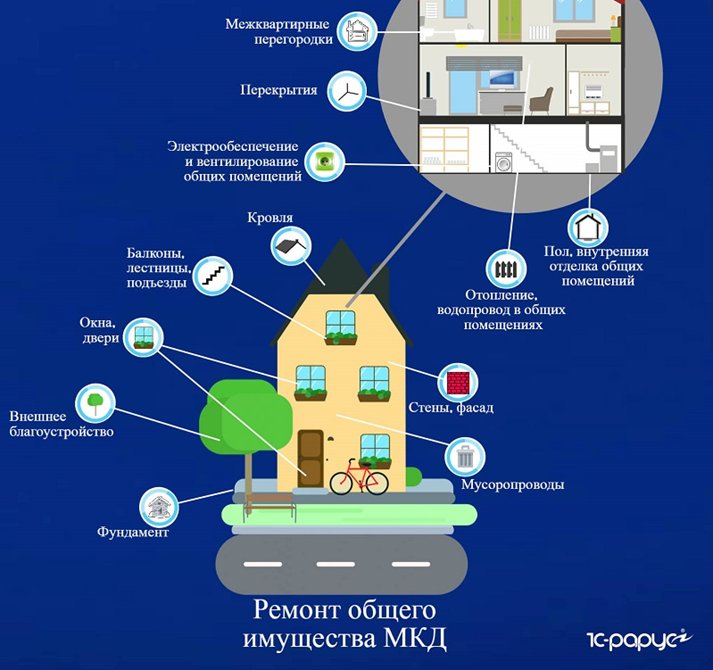 Межквартирные
перегородки
Перекрытия
Электрообеспечение
и вентилирование
общих помещений
Кровля
Балконы,
лестницы,
подъезды
Пол, внутренняя
отделка общих
помещений
Отопление,
водопровод в общих
помещениях
Окна,
двери
Стены, фасад
Внешнее
благоустройство
Мусоропроводы
Фундамент
Ремонт общего
имущества МКД
1С-рарус